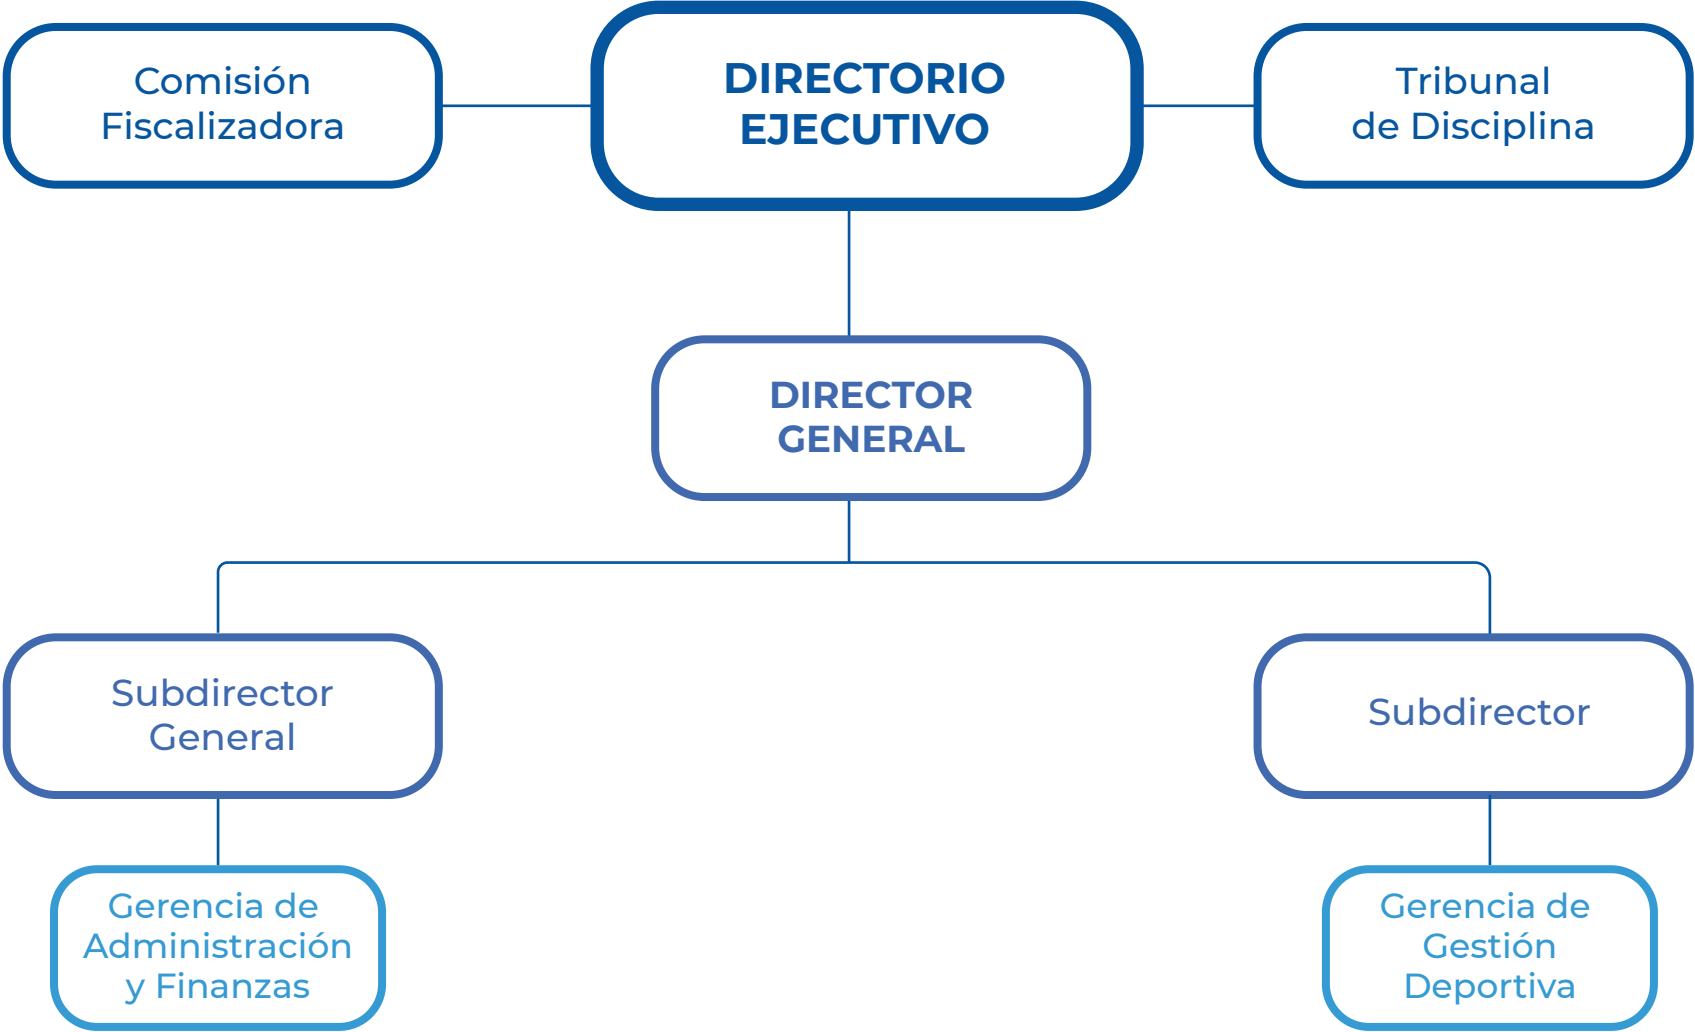 Comisión
Fiscalizadora
DIRECTORIO
EJECUTIVO
Tribunal
de Disciplina
DIRECTOR
GENERAL
Subdirector
General
Subdirector
Gerencia de
Administración
y Finanzas
Gerencia de
Gestión
Deportiva